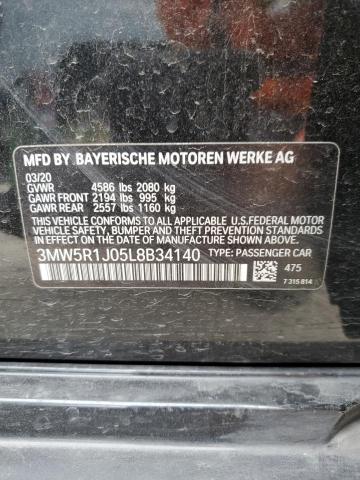 MFD BY BAYERISCHE MOTOREN WERKE AG
03/20
GVWR 4586 lbs 2080 kg
GAWR FRONT 2194 lbs 995 kg
GAWR REAR 2557 lbs 1160 kg
THIS CONFORMS TO ALL APPLICABLE U.S.FEDERAL MOTOR
VEHICLE SAFETY, BUMPER, AND THEFT PREVENTION
STANDARDS IN EFFECT ON THE DATE OF MANUFACTURE SHOWN ABOVE.
3MW5R1J05L8B34140 TYPE: PASSENGER CAR
475
7 315 814